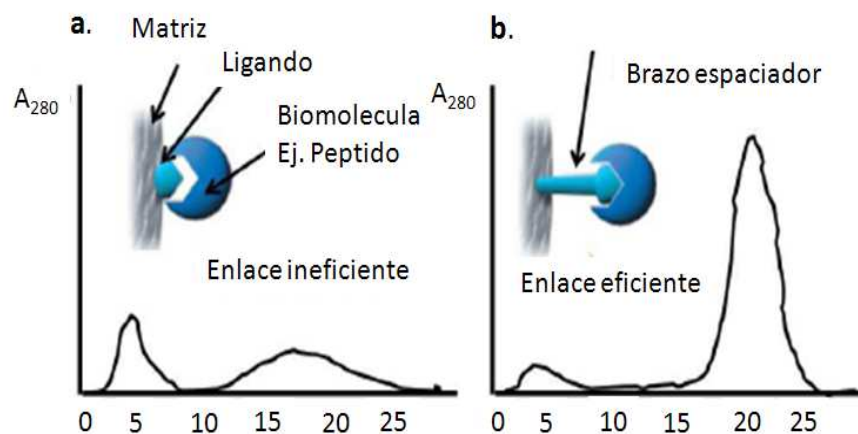 a.
Matriz
Ligando
A280
Biomolecula
Ej. Peptido
Enlace ineficiente
0 5 10 15 20 25
b.
Brazo espaciador
A280
Enlace eficiente
0 5 10 15 20 25